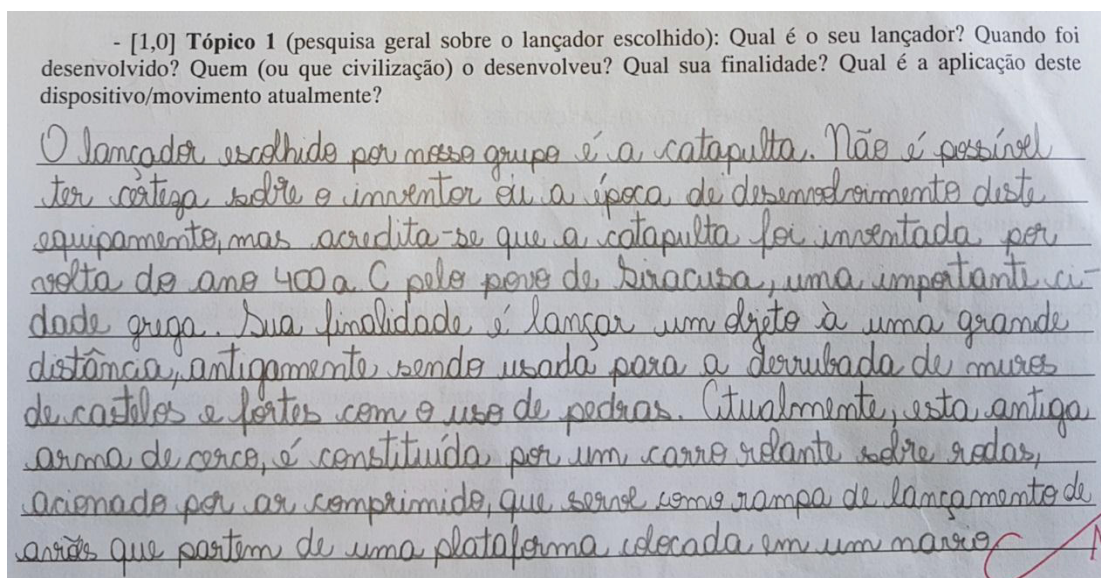 - [1,0] Tópico 1 (pesquisa geral sobre o lançador escolhido): Qual é o seu lançador? Quando foi
desenvolvido? Quem (ou que civilização) o desenvolveu? Qual sua finalidade? Qual é a aplicação deste
dispositivo/movimento atualmente?
O lançador escolhido por nosso grupo é a catapulta. Não é possível
ter certeza sobre o inventor ou a época de desenvolvimento deste
equipamento, mas acredita-se que a catapulta foi inventada por
volta do ano 400 a.C pelo povo de Siracusa, uma importante ci-
dade grega. Sua finalidade é lançar um objeto à uma grande
distância, antigamente sendo usada para a derrubada de muros
de castelos e fortes com o uso de pedras. Atualmente, esta antiga
arma de cerco, é constituída por um carro rolante sobre rodas,
acionado por ar comprimido, que serve como rampa de lançamento de
aviões que partem de uma plataforma colocada em um navio